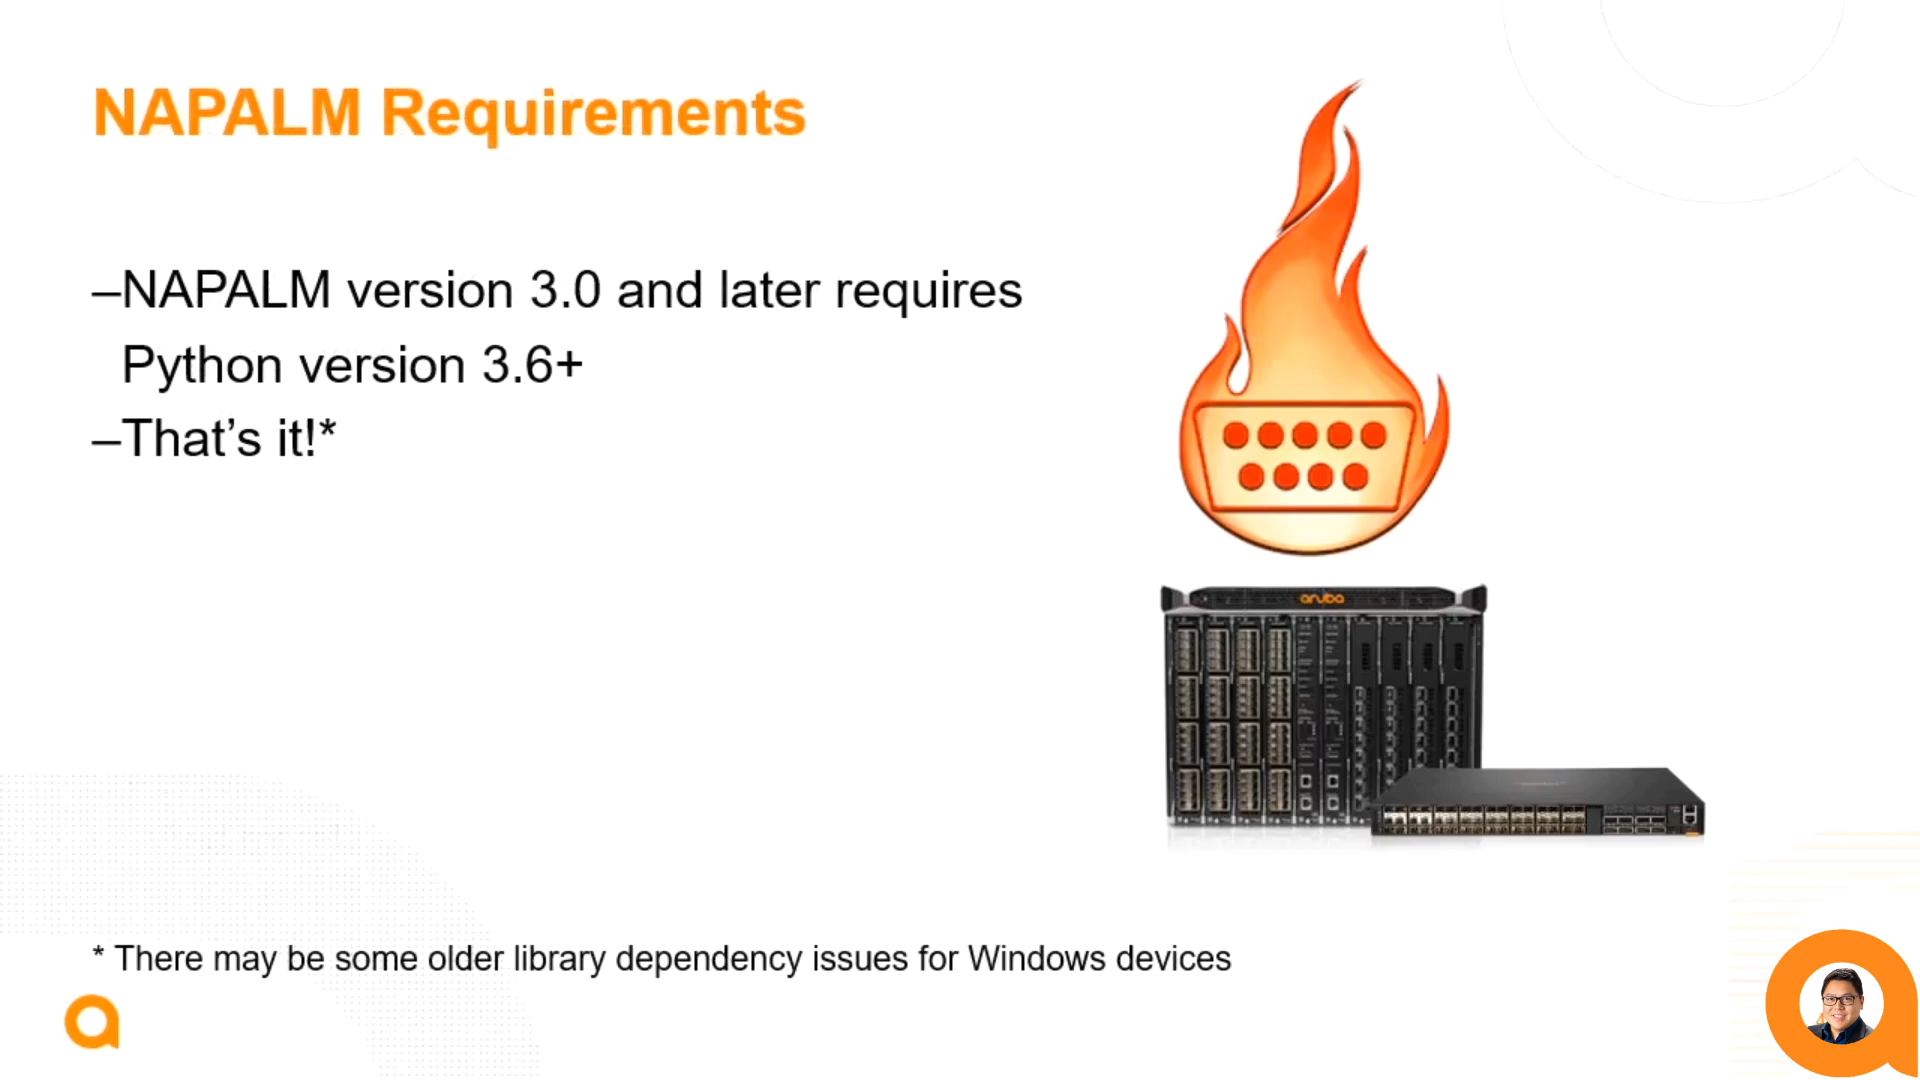 NAPALM Requirements
–NAPALM version 3.0 and later requires
Python version 3.6+
–That’s it!*
aruba
* There may be some older library dependency issues for Windows devices